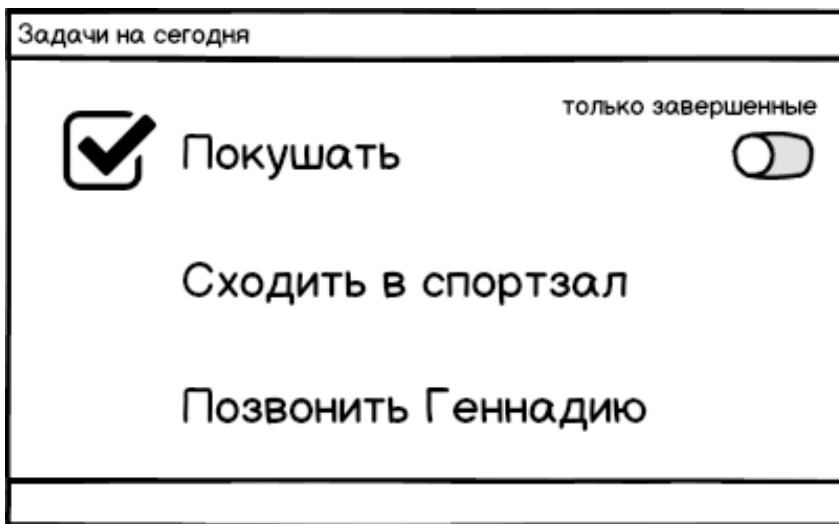 Задачи на сегодня
только завершенные
Покушать
Сходить в спортзал
Позвонить Геннадию